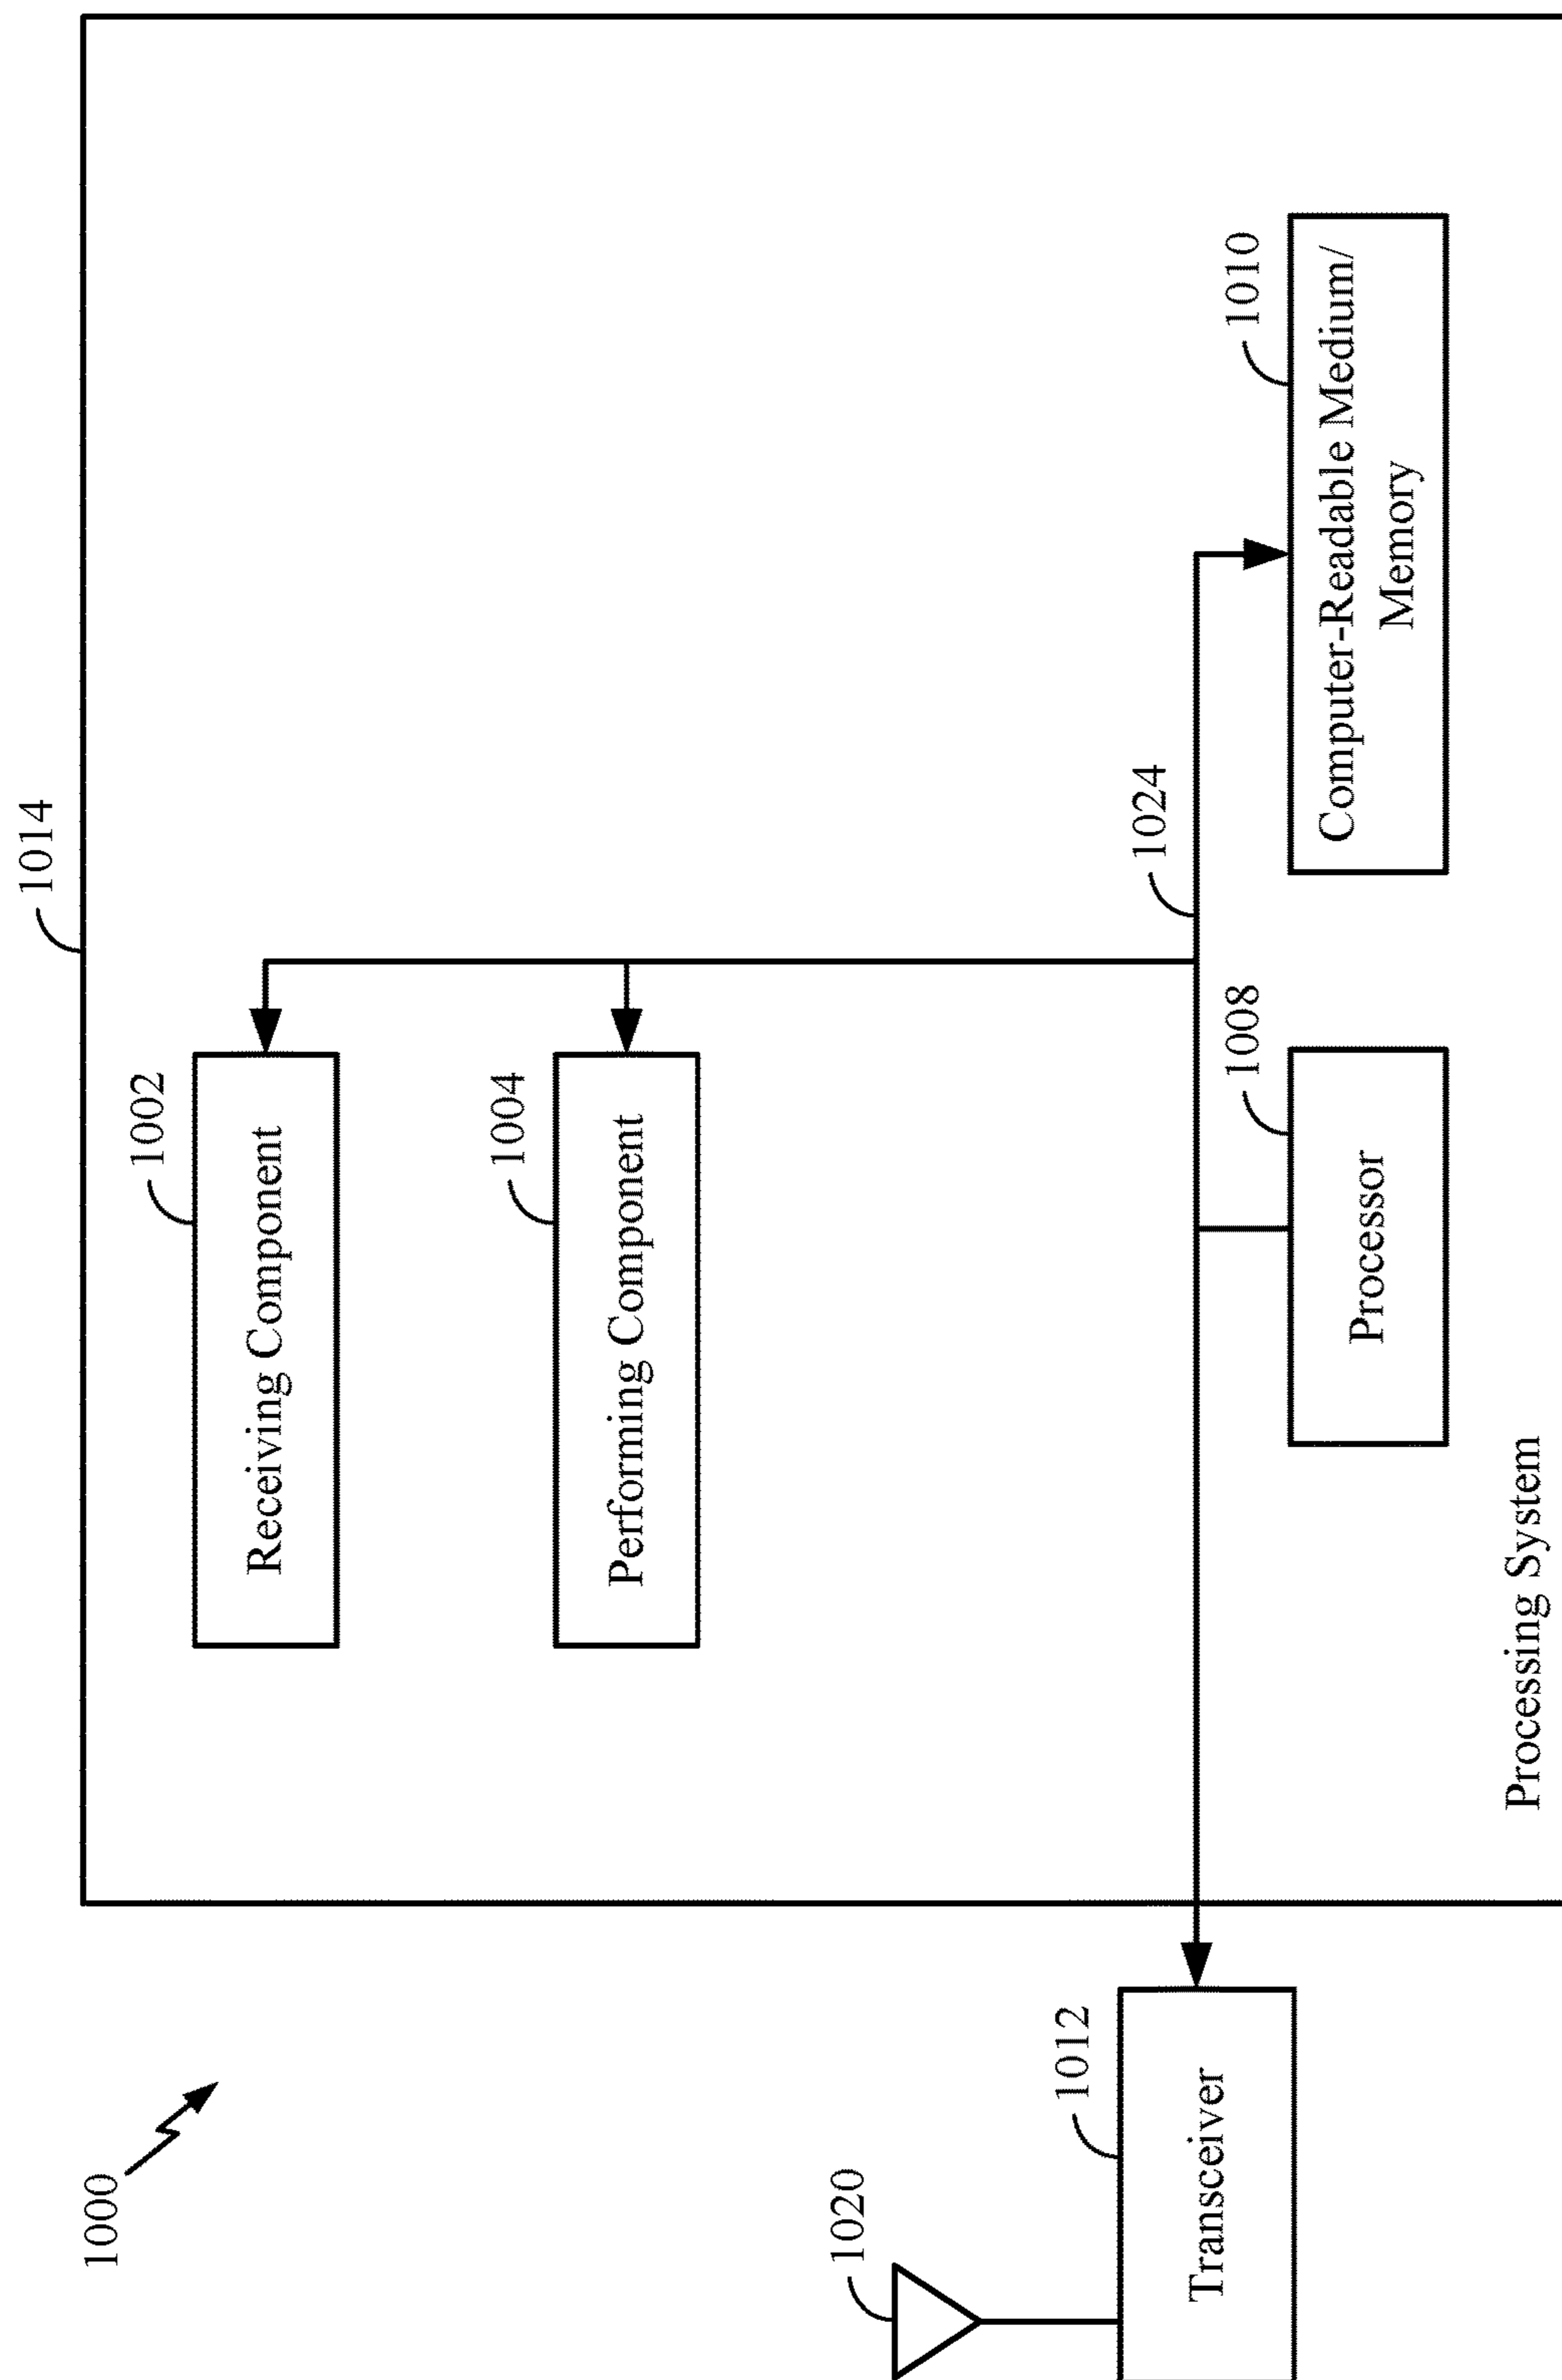 1000
1014
1002
Receiving Component
1004
Performing Component
1020
1012
Transceiver
1024
1008
Processor
1010
Computer-Readable Medium/
Memory
Processing System